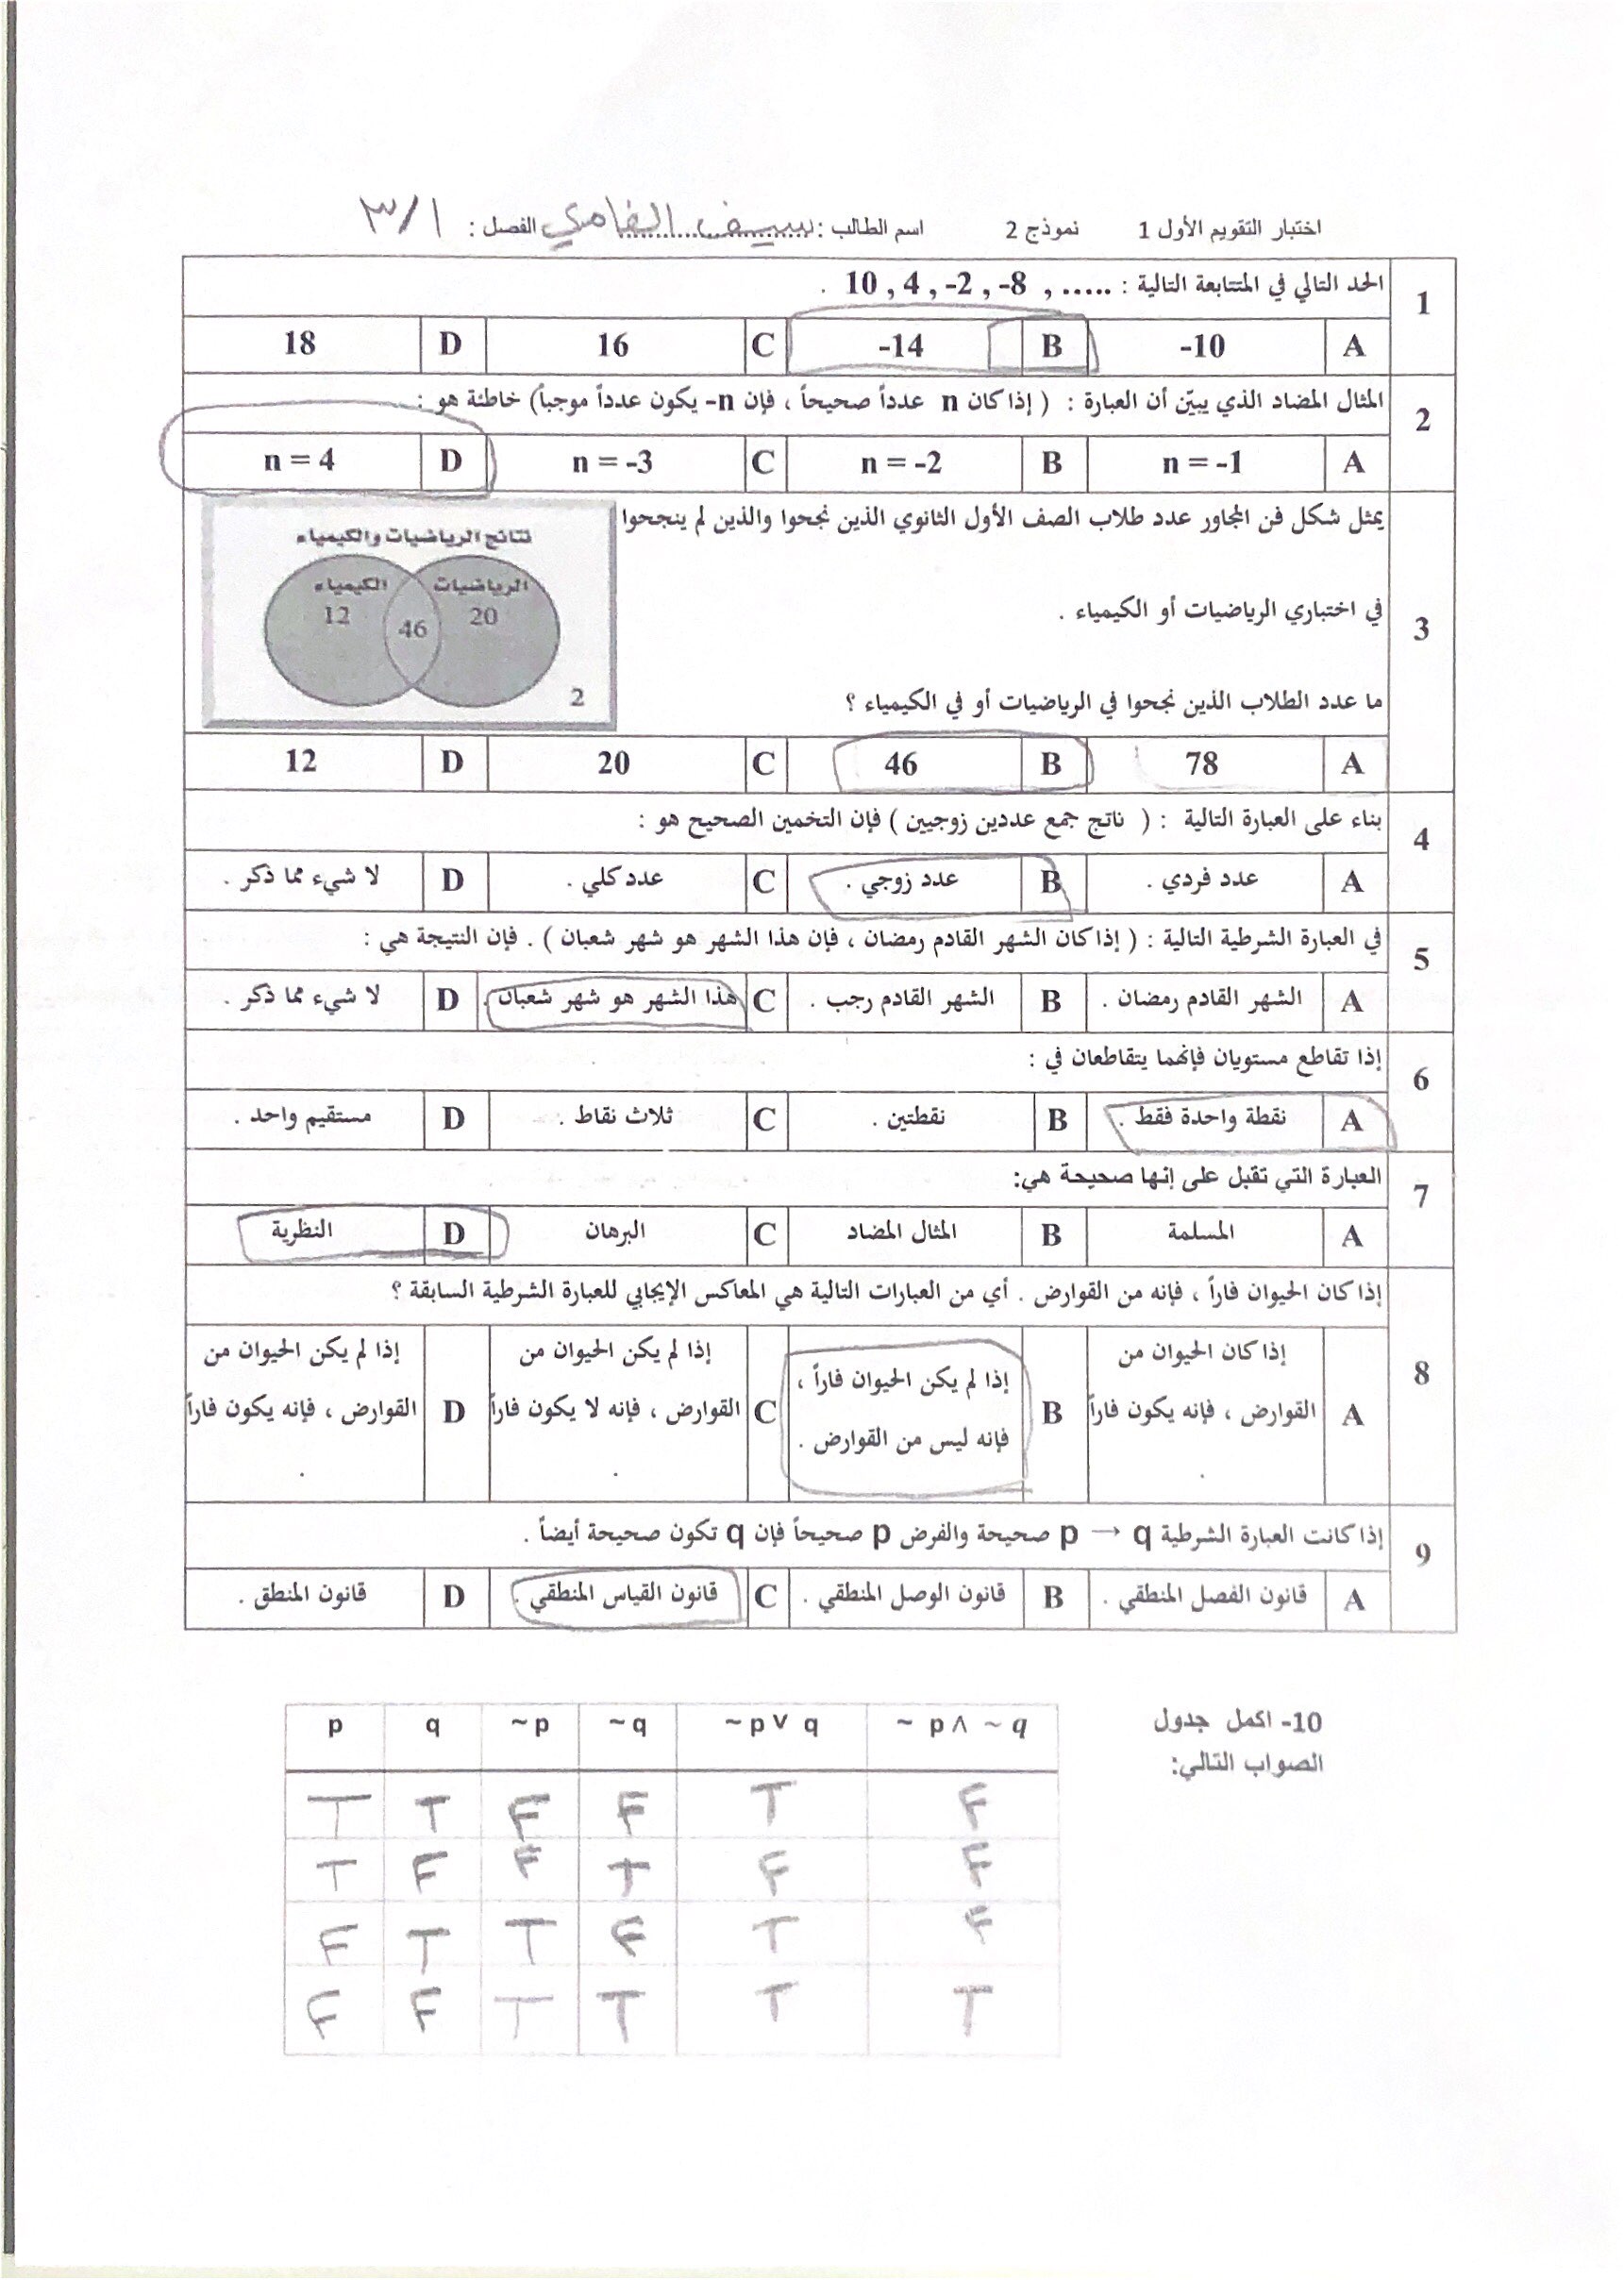 اختبار التقويم الأول 1 نموذج 2 اسم الطالب : سيف الغامدي الفصل : ٣/١
1 الحد التالي في المتتابعة التالية : 10 , 4 , -2 , -8 , ..... .
A -10 B -14 C 16 D 18
2 المثال المضاد الذي يبيّن أن العبارة : ( إذا كان n عدداً صحيحاً ، فإن n- يكون عدداً موجباً) خاطئة هو :
A n = -1 B n = -2 C n = -3 D n = 4
3 يمثل شكل فن المجاور عدد طلاب الصف الأول الثانوي الذين نجحوا والذين لم ينجحوا
في اختباري الرياضيات أو الكيمياء .
ما عدد الطلاب الذين نجحوا في الرياضيات أو في الكيمياء ؟
نتائج الرياضيات والكيمياء
الرياضيات الكيمياء
20 46 12
2
A 78 B 46 C 20 D 12
4 بناء على العبارة التالية : ( ناتج جمع عددين زوجيين ) فإن التخمين الصحيح هو :
A عدد فردي . B عدد زوجي . C عدد كلي . D لا شيء مما ذكر .
5 في العبارة الشرطية التالية : ( إذا كان الشهر القادم رمضان ، فإن هذا الشهر هو شهر شعبان ) . فإن النتيجة هي :
A الشهر القادم رمضان . B الشهر القادم رجب . C هذا الشهر هو شهر شعبان . D لا شيء مما ذكر .
6 إذا تقاطع مستويان فإنهما يتقاطعان في :
A نقطة واحدة فقط . B نقطتين . C ثلاث نقاط . D مستقيم واحد .
7 العبارة التي تقبل على إنها صحيحة هي:
A المسلمة B المثال المضاد C البرهان D النظرية
8 إذا كان الحيوان فاراً ، فإنه من القوارض . أي من العبارات التالية هي المعاكس الإيجابي للعبارة الشرطية السابقة ؟
A إذا كان الحيوان من القوارض ، فإنه يكون فاراً . B إذا لم يكن الحيوان فاراً ، فإنه ليس من القوارض . C إذا لم يكن الحيوان من القوارض ، فإنه لا يكون فاراً . D إذا لم يكن الحيوان من القوارض ، فإنه يكون فاراً .
9 إذا كانت العبارة الشرطية p → q صحيحة والفرض p صحيحاً فإن q تكون صحيحة أيضاً .
A قانون الفصل المنطقي . B قانون الوصل المنطقي . C قانون القياس المنطقي . D قانون المنطق .
10- اكمل جدول
الصواب التالي:
p q ~p ~q ~p ∨ q ~ p ∧ ~q
T T F F T F
T F F T F F
F T T F T F
F F T T T T